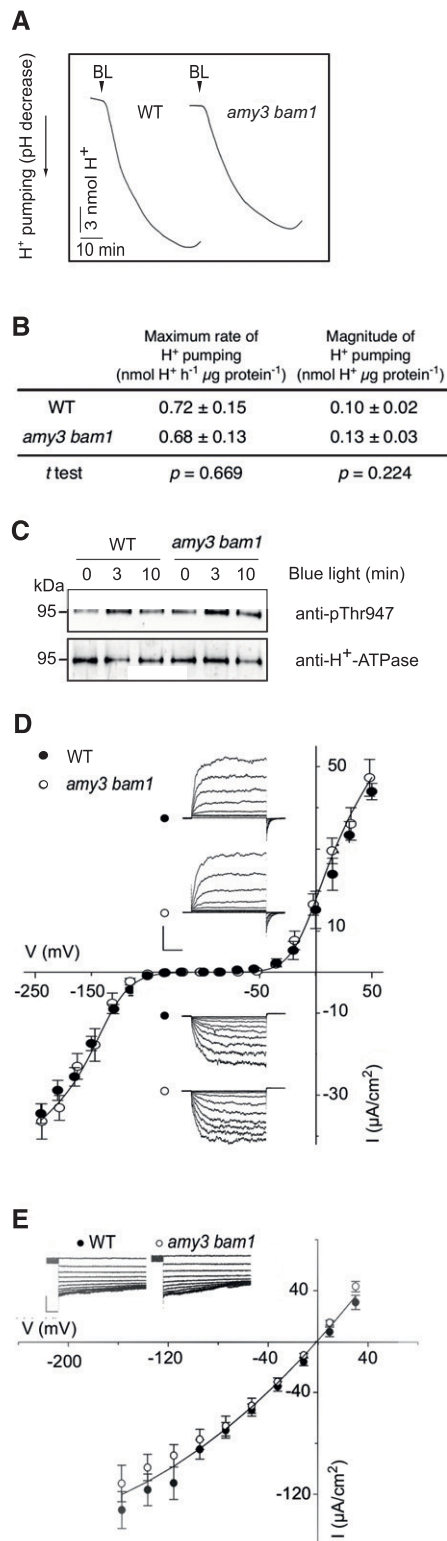 A
BL
BL
WT
amy3 bam1
H+ pumping (pH decrease)
3 nmol H+
10 min
B
Maximum rate of H+ pumping (nmol H+ h-1 µg protein-1)
Magnitude of H+ pumping (nmol H+ µg protein-1)
WT 0.72 ± 0.15 0.10 ± 0.02
amy3 bam1 0.68 ± 0.13 0.13 ± 0.03
t test p = 0.669 p = 0.224
C
WT amy3 bam1
kDa 0 3 10 0 3 10 Blue light (min)
95 anti-pThr947
95 anti-H+-ATPase
D
WT
amy3 bam1
50
10
V (mV)
-250 -150 -50 50
-10
-30
I (µA/cm2)
E
WT amy3 bam1
40
V (mV)
-200 -120 -40 40
-40
-120
I (µA/cm2)